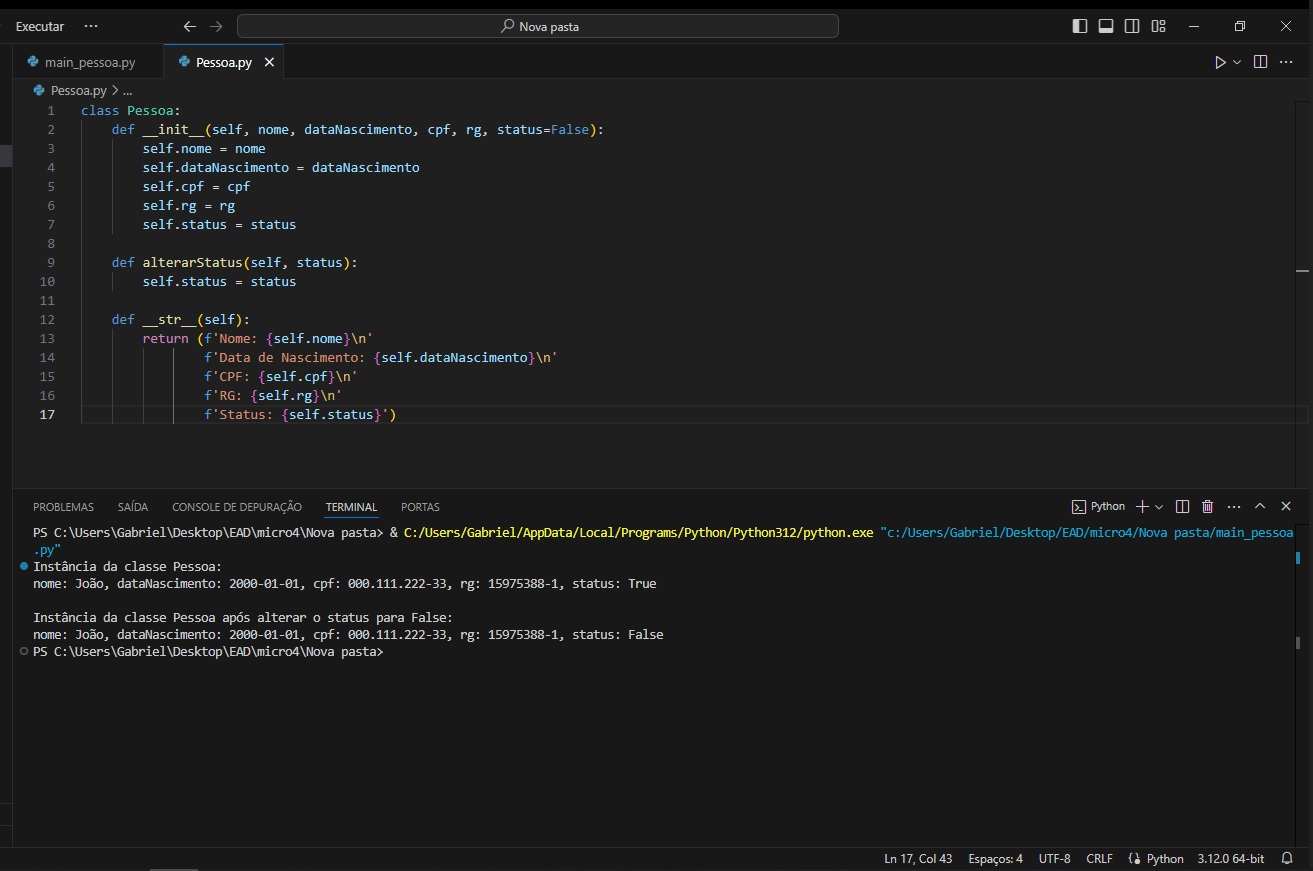 Executar ···
Nova pasta
main_pessoa.py Pessoa.py
Pessoa.py > ...
1 class Pessoa:
2     def __init__(self, nome, dataNascimento, cpf, rg, status=False):
3         self.nome = nome
4         self.dataNascimento = dataNascimento
5         self.cpf = cpf
6         self.rg = rg
7         self.status = status
8
9     def alterarStatus(self, status):
10         self.status = status
11
12     def __str__(self):
13         return (f'Nome: {self.nome}\n'
14                 f'Data de Nascimento: {self.dataNascimento}\n'
15                 f'CPF: {self.cpf}\n'
16                 f'RG: {self.rg}\n'
17                 f'Status: {self.status}')
PROBLEMAS SAÍDA CONSOLE DE DEPURAÇÃO TERMINAL PORTAS Python
PS C:\Users\Gabriel\Desktop\EAD\micro4\Nova pasta> & C:/Users/Gabriel/AppData/Local/Programs/Python/Python312/python.exe "c:/Users/Gabriel/Desktop/EAD/micro4/Nova pasta/main_pessoa
.py"
Instância da classe Pessoa:
nome: João, dataNascimento: 2000-01-01, cpf: 000.111.222-33, rg: 15975388-1, status: True
Instância da classe Pessoa após alterar o status para False:
nome: João, dataNascimento: 2000-01-01, cpf: 000.111.222-33, rg: 15975388-1, status: False
PS C:\Users\Gabriel\Desktop\EAD\micro4\Nova pasta>
Ln 17, Col 43 Espaços: 4 UTF-8 CRLF Python 3.12.0 64-bit